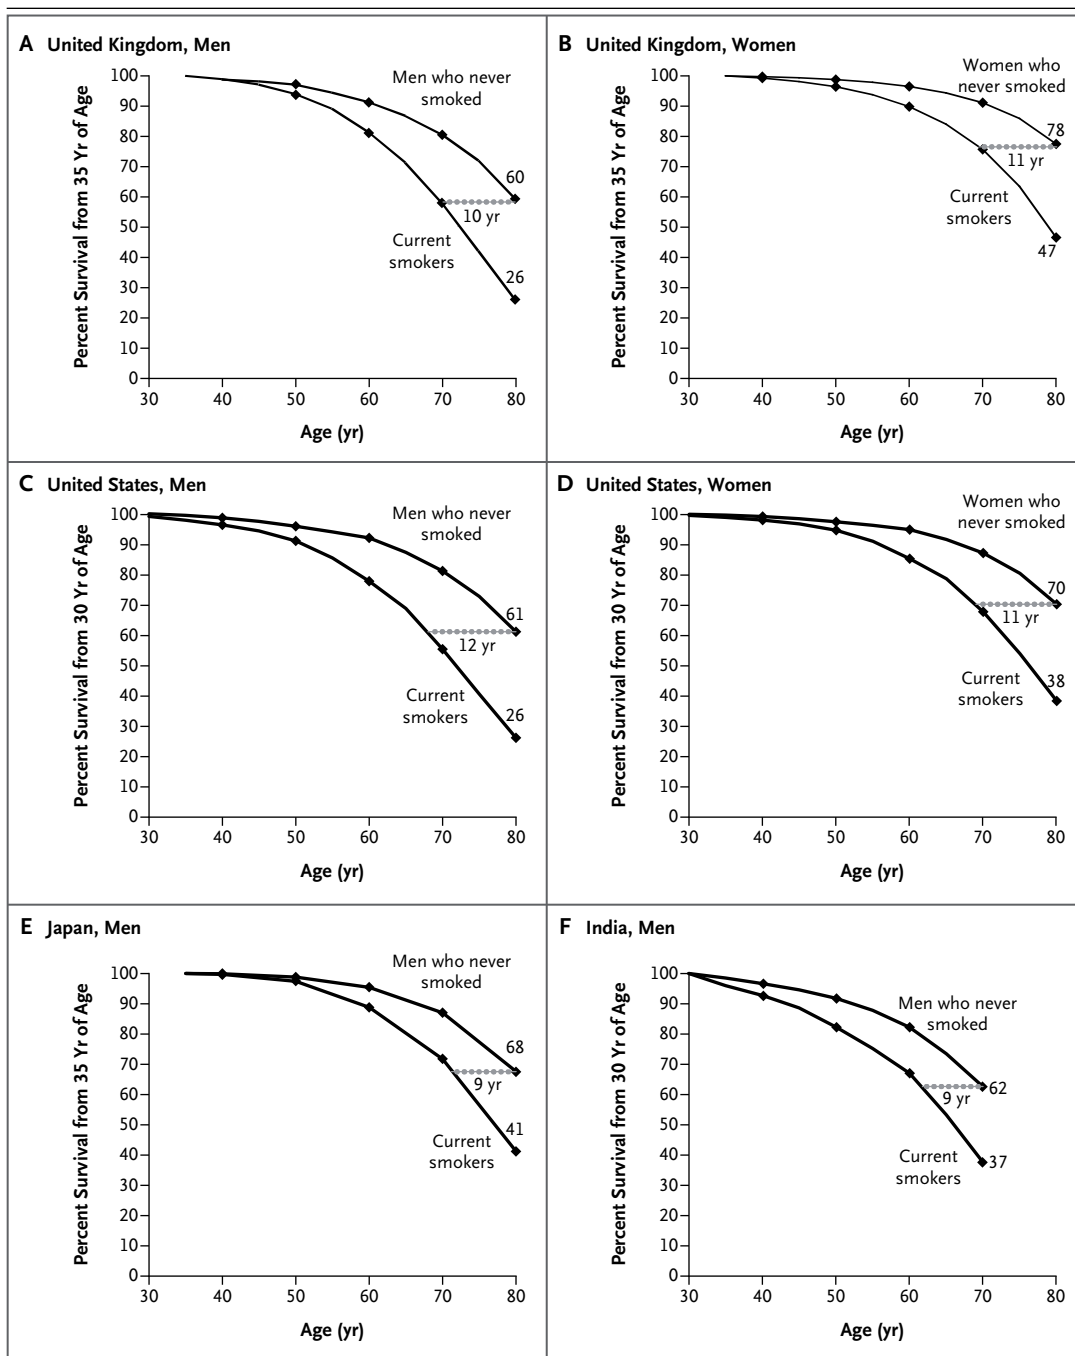 A United Kingdom, Men
Percent Survival from 35 Yr of Age
100
90
80
70
60
50
40
30
20
10
0
Men who never
smoked
60
10 yr
Current
smokers
26
30 40 50 60 70 80
Age (yr)
B United Kingdom, Women
Percent Survival from 35 Yr of Age
100
90
80
70
60
50
40
30
20
10
0
Women who
never smoked
78
11 yr
Current
smokers
47
30 40 50 60 70 80
Age (yr)
C United States, Men
Percent Survival from 30 Yr of Age
100
90
80
70
60
50
40
30
20
10
0
Men who never
smoked
61
12 yr
Current
smokers
26
30 40 50 60 70 80
Age (yr)
D United States, Women
Percent Survival from 30 Yr of Age
100
90
80
70
60
50
40
30
20
10
0
Women who
never smoked
70
11 yr
Current
smokers
38
30 40 50 60 70 80
Age (yr)
E Japan, Men
Percent Survival from 35 Yr of Age
100
90
80
70
60
50
40
30
20
10
0
Men who never
smoked
68
9 yr
41
Current
smokers
30 40 50 60 70 80
Age (yr)
F India, Men
Percent Survival from 30 Yr of Age
100
90
80
70
60
50
40
30
20
10
0
Men who never
smoked
62
9 yr
Current
smokers
37
30 40 50 60 70 80
Age (yr)